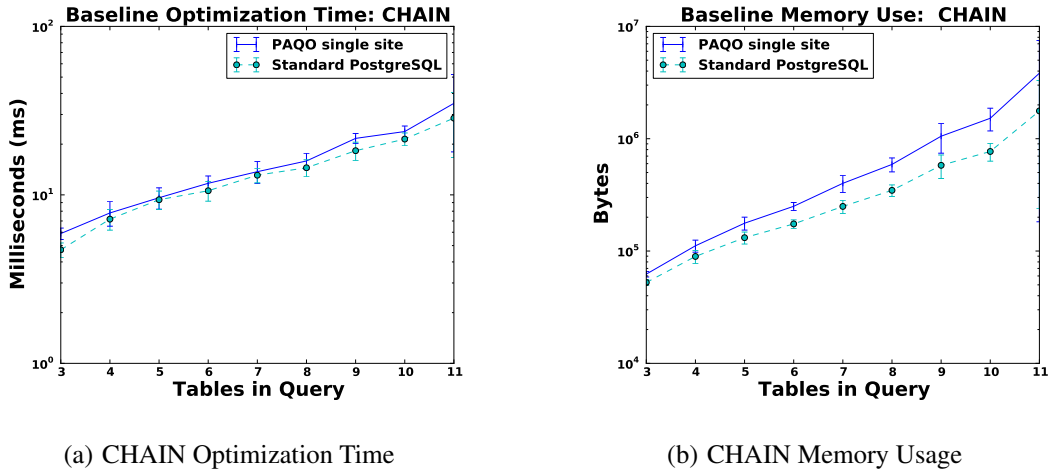 Baseline Optimization Time: CHAIN
10²
PAQO single site
Standard PostgreSQL
Milliseconds (ms)
10¹
10⁰
3 4 5 6 7 8 9 10 11
Tables in Query
(a) CHAIN Optimization Time
Baseline Memory Use: CHAIN
10⁷
PAQO single site
Standard PostgreSQL
10⁶
Bytes
10⁵
10⁴
3 4 5 6 7 8 9 10 11
Tables in Query
(b) CHAIN Memory Usage